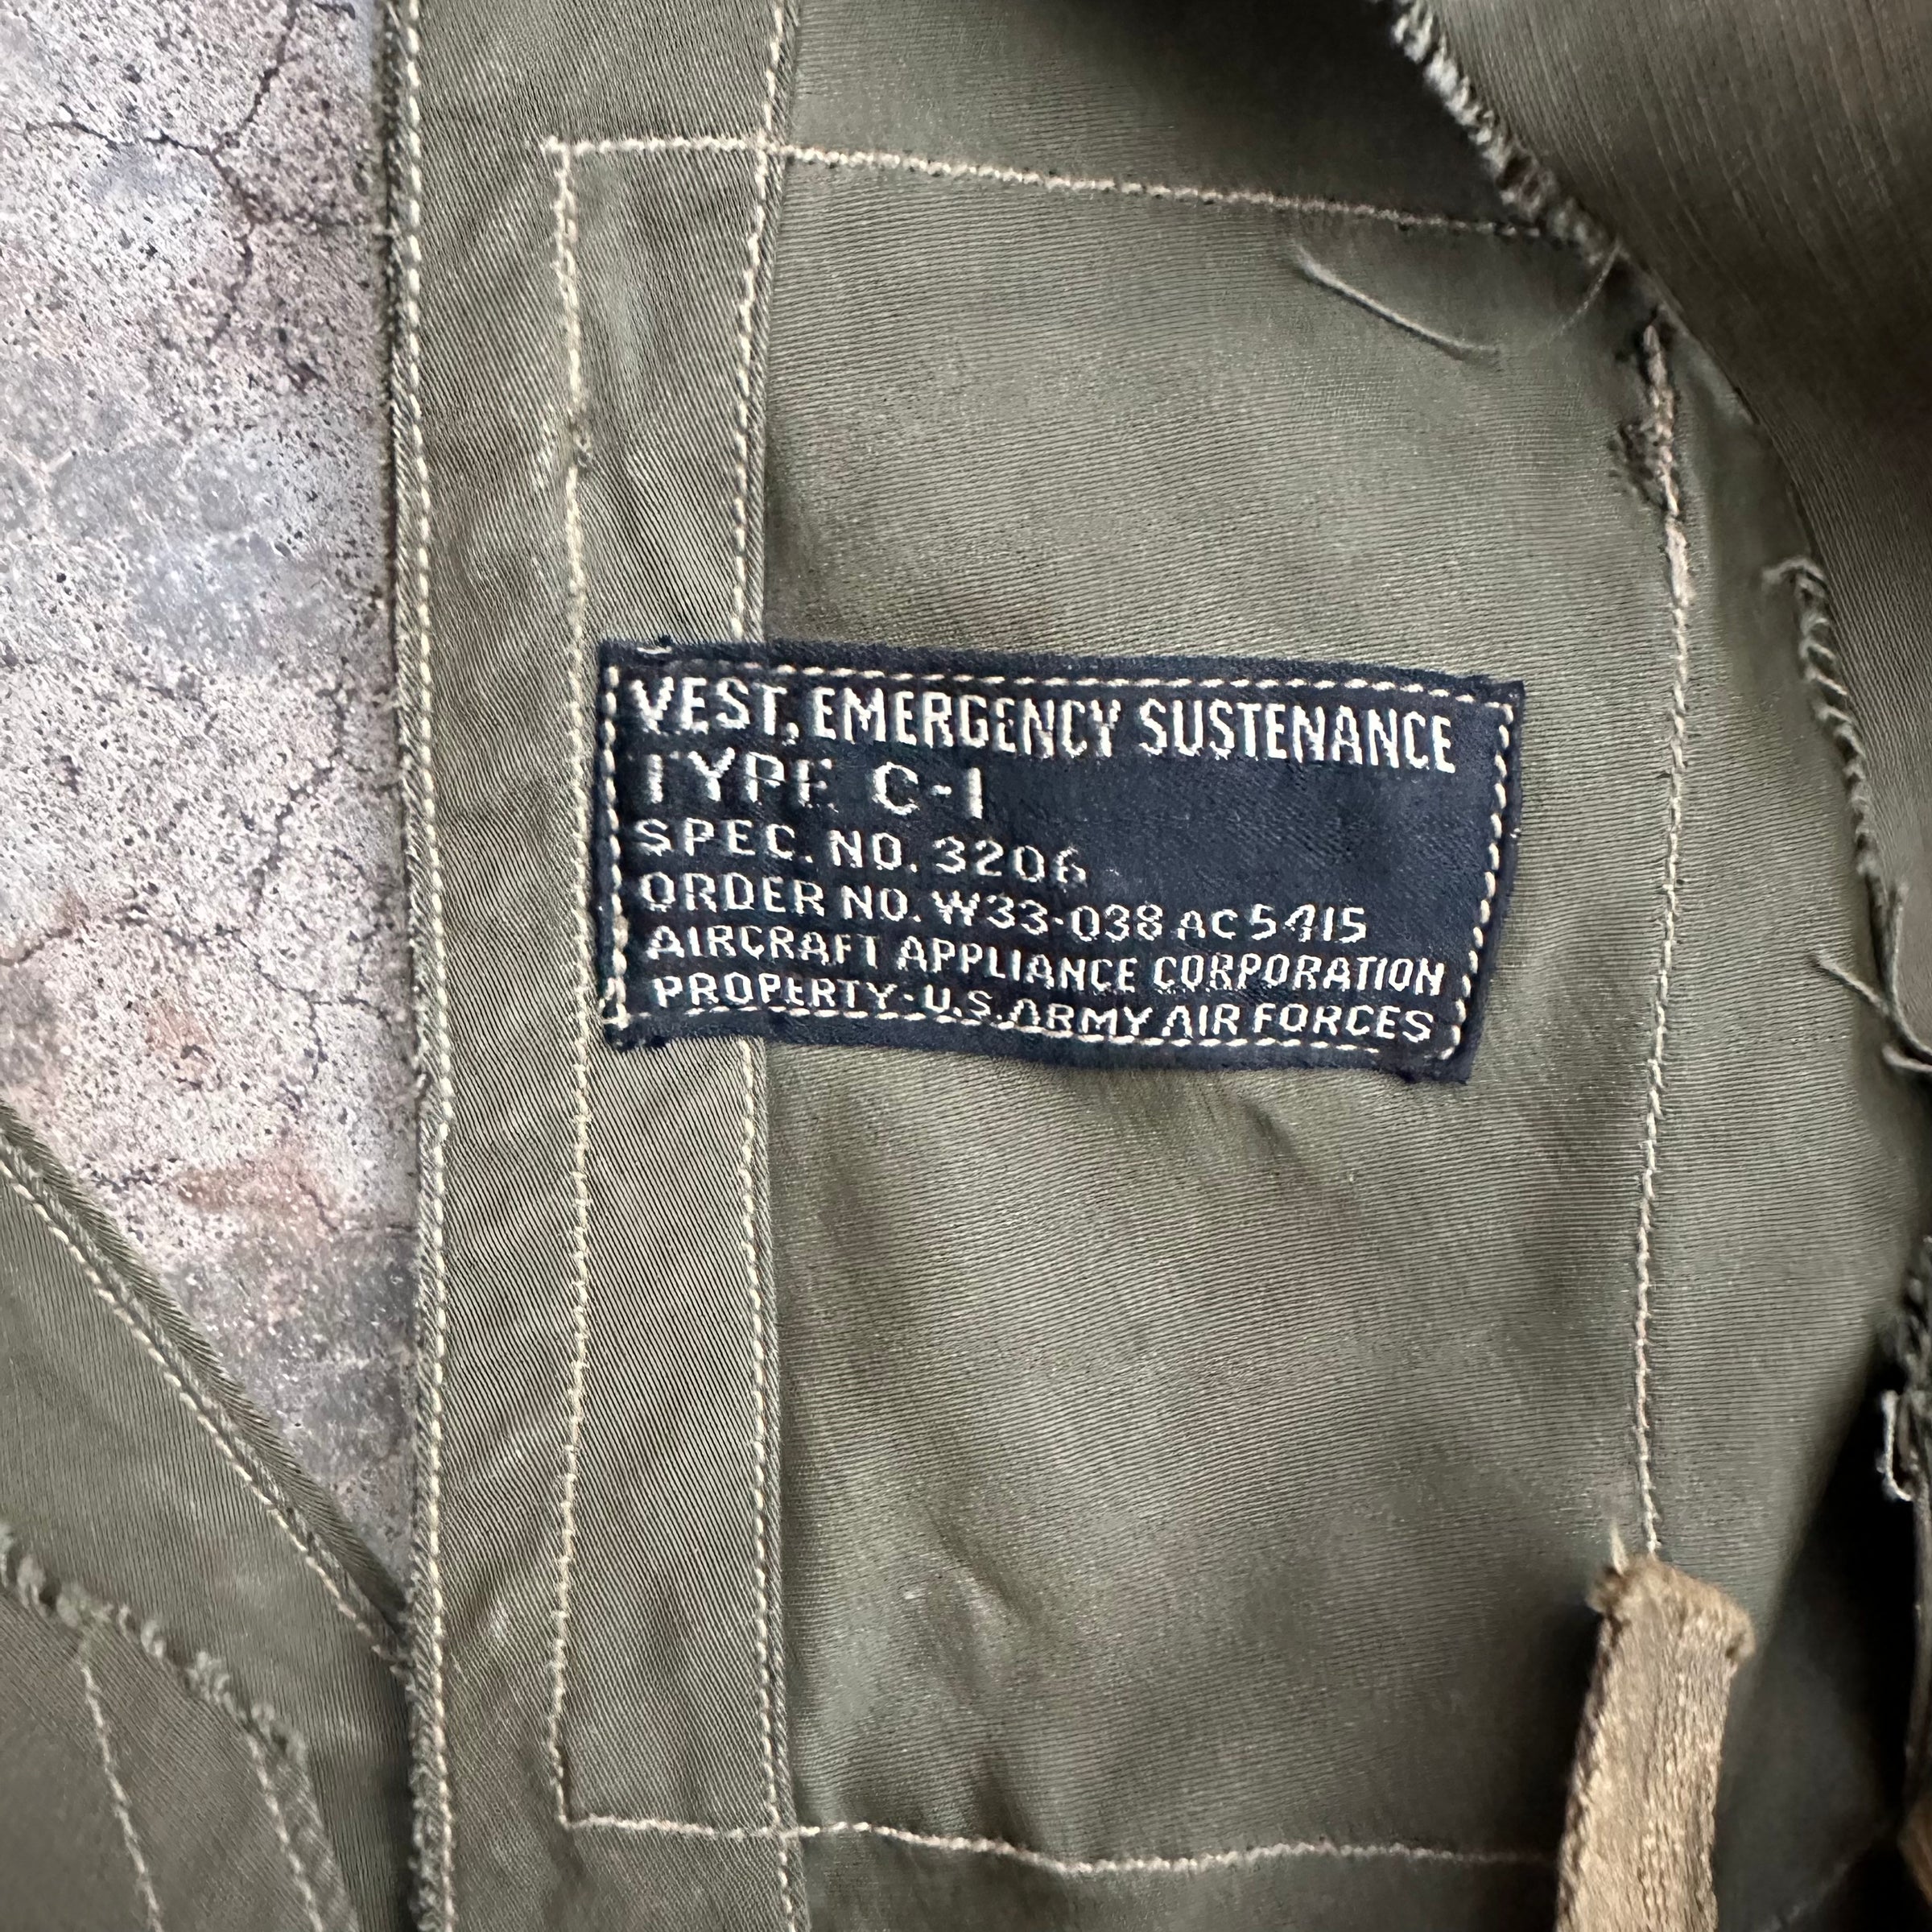 VEST, EMERGENCY SUSTENANCE
TYPE C-1
SPEC. NO. 3206
ORDER NO. W33-038 AC 5415
AIRCRAFT APPLIANCE CORPORATION
PROPERTY-U.S. ARMY AIR FORCES